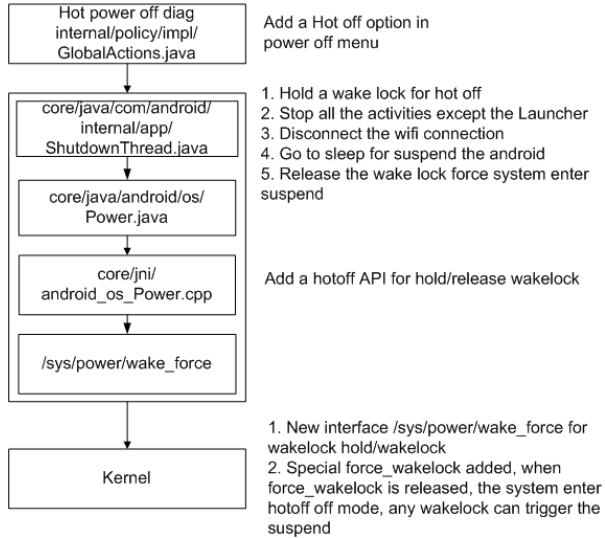 Hot power off diag
internal/policy/impl/
GlobalActions.java
Add a Hot off option in
power off menu
core/java/com/android/
internal/app/
ShutdownThread.java
1. Hold a wake lock for hot off
2. Stop all the activities except the Launcher
3. Disconnect the wifi connection
4. Go to sleep for suspend the android
5. Release the wake lock force system enter
suspend
core/java/android/os/
Power.java
core/jni/
android_os_Power.cpp
Add a hotoff API for hold/release wakelock
/sys/power/wake_force
Kernel
1. New interface /sys/power/wake_force for
wakelock hold/wakelock
2. Special force_wakelock added, when
force_wakelock is released, the system enter
hotoff off mode, any wakelock can trigger the
suspend